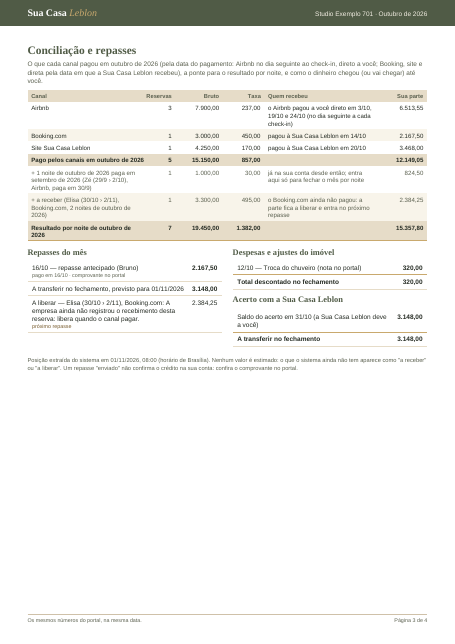 Sua Casa Leblon
Studio Exemplo 701 · Outubro de 2026
Conciliação e repasses
O que cada canal pagou em outubro de 2026 (pela data do pagamento: Airbnb no dia seguinte ao check-in, direto a você; Booking, site e
direta pela data em que a Sua Casa Leblon recebeu), a ponte para o resultado por noite, e como o dinheiro chegou (ou vai chegar) até
você.
Canal Reservas Bruto Taxa Quem recebeu Sua parte
Airbnb 3 7.900,00 237,00 o Airbnb pagou a você direto em 3/10, 6.513,55
19/10 e 24/10 (no dia seguinte a cada
check-in)
Booking.com 1 3.000,00 450,00 pagou à Sua Casa Leblon em 14/10 2.167,50
Site Sua Casa Leblon 1 4.250,00 170,00 pagou à Sua Casa Leblon em 20/10 3.468,00
Pago pelos canais em outubro de 2026 5 15.150,00 857,00 12.149,05
+ 1 noite de outubro de 2026 paga em 1 1.000,00 30,00 já na sua conta desde então; entra 824,50
setembro de 2026 (Zé (29/9 › 2/10), aqui só para fechar o mês por noite
Airbnb, paga em 30/9)
+ a receber (Elisa (30/10 › 2/11), 1 3.300,00 495,00 o Booking.com ainda não pagou: a 2.384,25
Booking.com, 2 noites de outubro de parte fica a liberar e entra no próximo
2026) repasse
Resultado por noite de outubro de 7 19.450,00 1.382,00 15.357,80
2026
Repasses do mês
16/10 — repasse antecipado (Bruno) 2.167,50
pago em 16/10 · comprovante no portal
A transferir no fechamento, previsto para 01/11/2026 3.148,00
A liberar — Elisa (30/10 › 2/11), Booking.com: A 2.384,25
empresa ainda não registrou o recebimento desta
reserva: libera quando o canal pagar.
próximo repasse
Despesas e ajustes do imóvel
12/10 — Troca do chuveiro (nota no portal) 320,00
Total descontado no fechamento 320,00
Acerto com a Sua Casa Leblon
Saldo do acerto em 31/10 (a Sua Casa Leblon deve 3.148,00
a você)
A transferir no fechamento 3.148,00
Posição extraída do sistema em 01/11/2026, 08:00 (horário de Brasília). Nenhum valor é estimado: o que o sistema ainda não tem aparece como "a receber"
ou "a liberar". Um repasse "enviado" não confirma o crédito na sua conta: confira o comprovante no portal.
Os mesmos números do portal, na mesma data.
Página 3 de 4